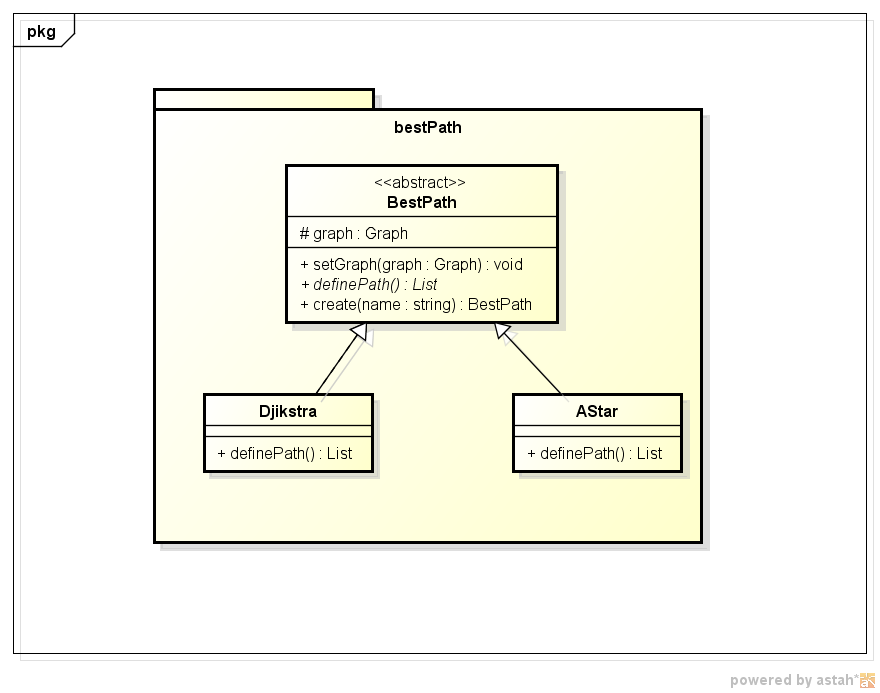 pkg
bestPath
<<abstract>>
BestPath
# graph : Graph
+ setGraph(graph : Graph) : void
+ definePath() : List
+ create(name : string) : BestPath
Djikstra
+ definePath() : List
AStar
+ definePath() : List
powered by astah*